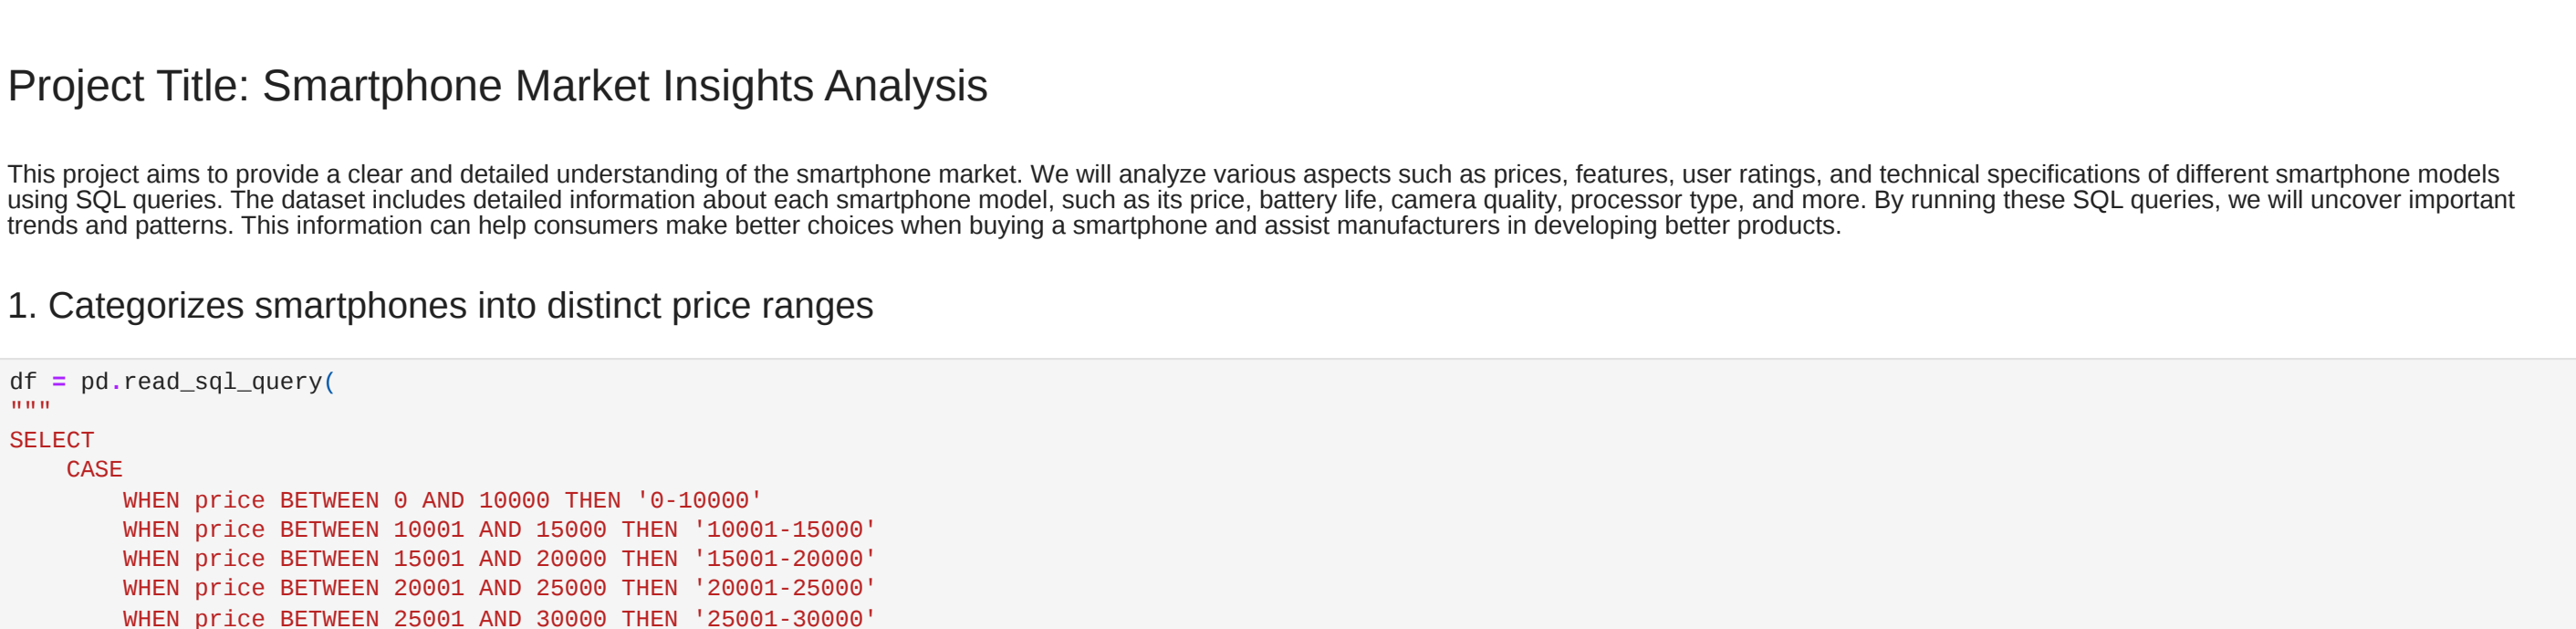 Project Title: Smartphone Market Insights Analysis
This project aims to provide a clear and detailed understanding of the smartphone market. We will analyze various aspects such as prices, features, user ratings, and technical specifications of different smartphone models
using SQL queries. The dataset includes detailed information about each smartphone model, such as its price, battery life, camera quality, processor type, and more. By running these SQL queries, we will uncover important
trends and patterns. This information can help consumers make better choices when buying a smartphone and assist manufacturers in developing better products.
1. Categorizes smartphones into distinct price ranges
df = pd.read_sql_query(
"""
SELECT
    CASE
        WHEN price BETWEEN 0 AND 10000 THEN '0-10000'
        WHEN price BETWEEN 10001 AND 15000 THEN '10001-15000'
        WHEN price BETWEEN 15001 AND 20000 THEN '15001-20000'
        WHEN price BETWEEN 20001 AND 25000 THEN '20001-25000'
        WHEN price BETWEEN 25001 AND 30000 THEN '25001-30000'